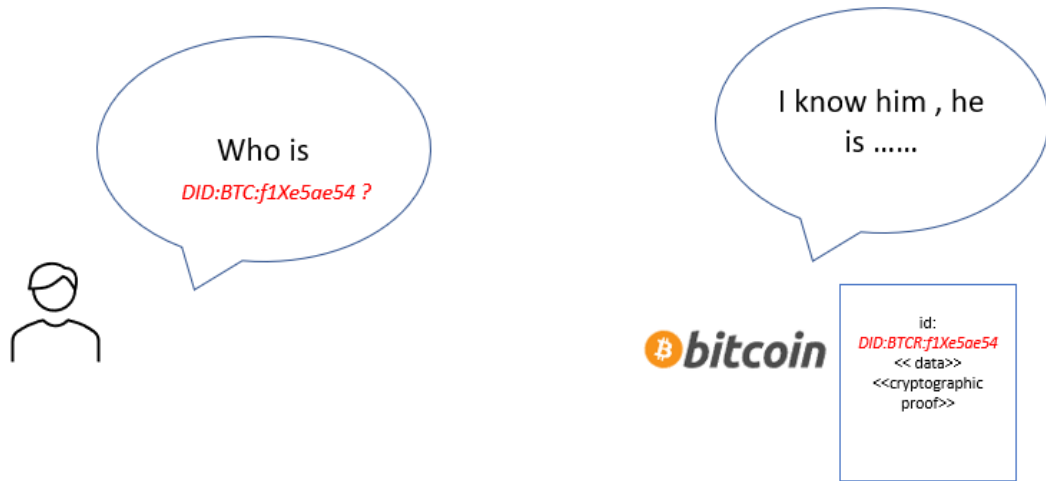 Who is
DID:BTC:f1Xe5ae54 ?
I know him , he
is ......
bitcoin
id:
DID:BTCR:f1Xe5ae54
<< data>>
<<cryptographic
proof>>